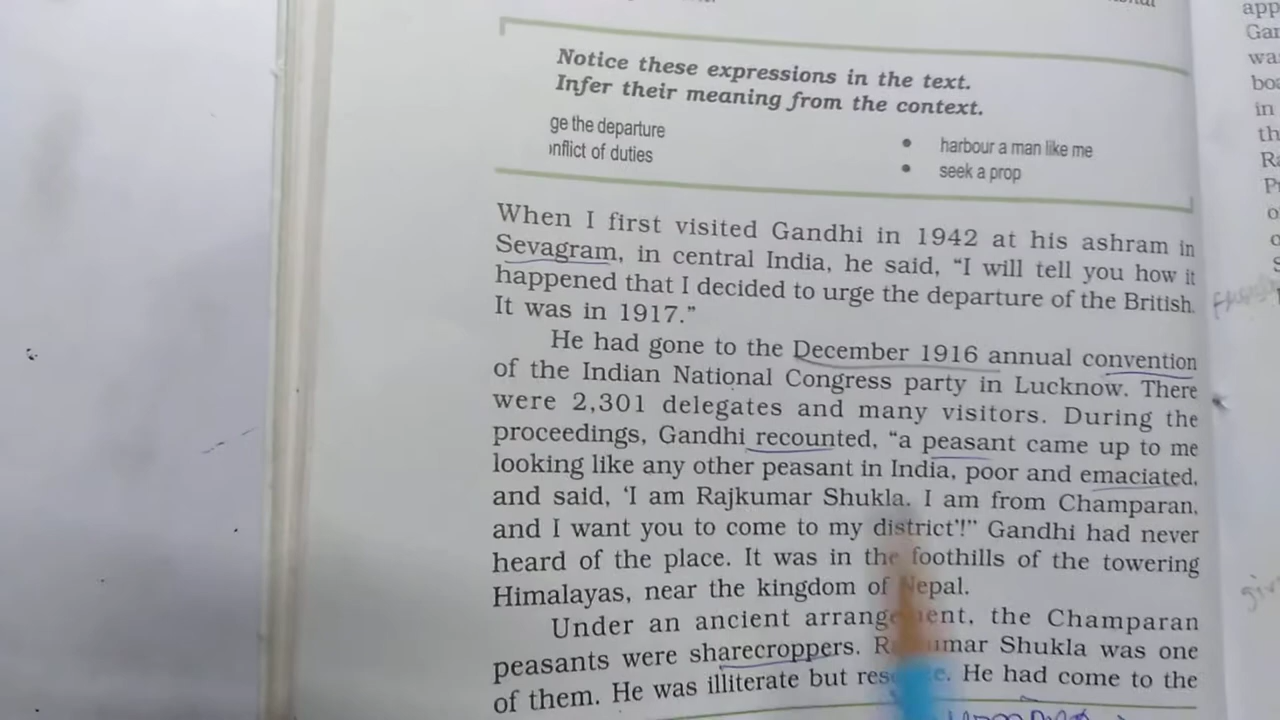 Notice these expressions in the text.
Infer their meaning from the context.
ge the departure
nflict of duties
• harbour a man like me
• seek a prop
When I first visited Gandhi in 1942 at his ashram in
Sevagram, in central India, he said, “I will tell you how it
happened that I decided to urge the departure of the British.
It was in 1917.”
He had gone to the December 1916 annual convention
of the Indian National Congress party in Lucknow. There
were 2,301 delegates and many visitors. During the
proceedings, Gandhi recounted, “a peasant came up to me
looking like any other peasant in India, poor and emaciated,
and said, ‘I am Rajkumar Shukla. I am from Champaran,
and I want you to come to my district’!” Gandhi had never
heard of the place. It was in the foothills of the towering
Himalayas, near the kingdom of Nepal.
Under an ancient arrangement, the Champaran
peasants were sharecroppers. Rajkumar Shukla was one
of them. He was illiterate but He had come to the
app
Gar
was
boa
in
th
Ra
Pr